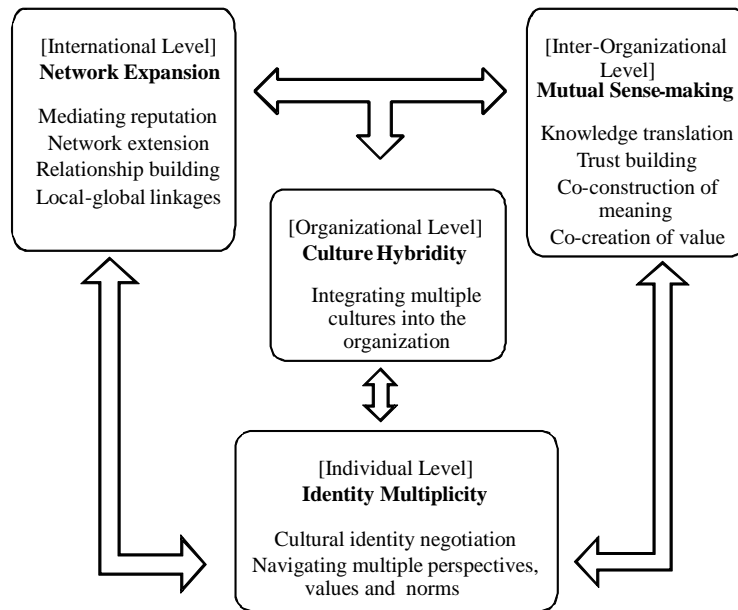 [International Level]
Network Expansion
Mediating reputation
Network extension
Relationship building
Local-global linkages
[Inter-Organizational
Level]
Mutual Sense-making
Knowledge translation
Trust building
Co-construction of
meaning
Co-creation of value
[Organizational Level]
Culture Hybridity
Integrating multiple
cultures into the
organization
[Individual Level]
Identity Multiplicity
Cultural identity negotiation
Navigating multiple perspectives,
values and norms